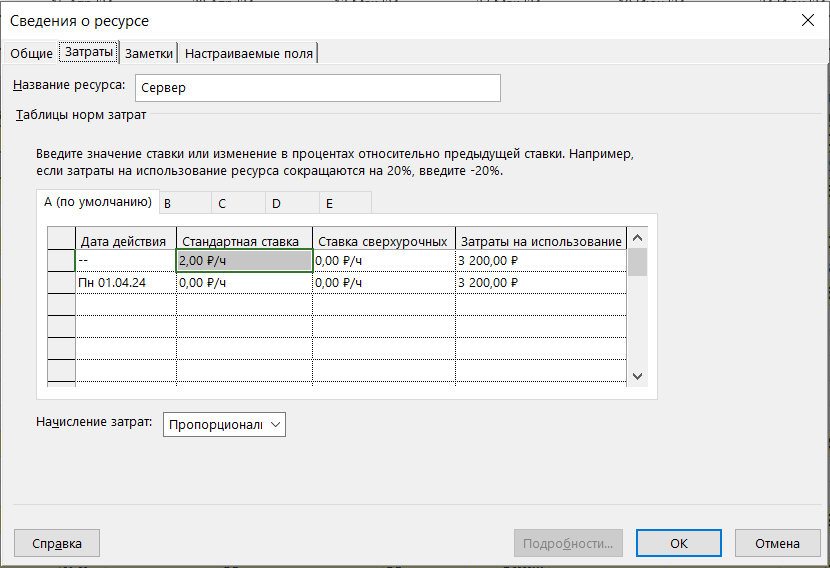 Сведения о ресурсе
Общие Затраты Заметки Настраиваемые поля
Название ресурса: Сервер
Таблицы норм затрат
Введите значение ставки или изменение в процентах относительно предыдущей ставки. Например,
если затраты на использование ресурса сокращаются на 20%, введите -20%.
A (по умолчанию) B C D E
Дата действия Стандартная ставка Ставка сверхурочных Затраты на использование
-- 2,00 ₽/ч 0,00 ₽/ч 3 200,00 ₽
Пн 01.04.24 0,00 ₽/ч 0,00 ₽/ч 3 200,00 ₽
Начисление затрат: Пропорционалы
Справка Подробности... ОК Отмена